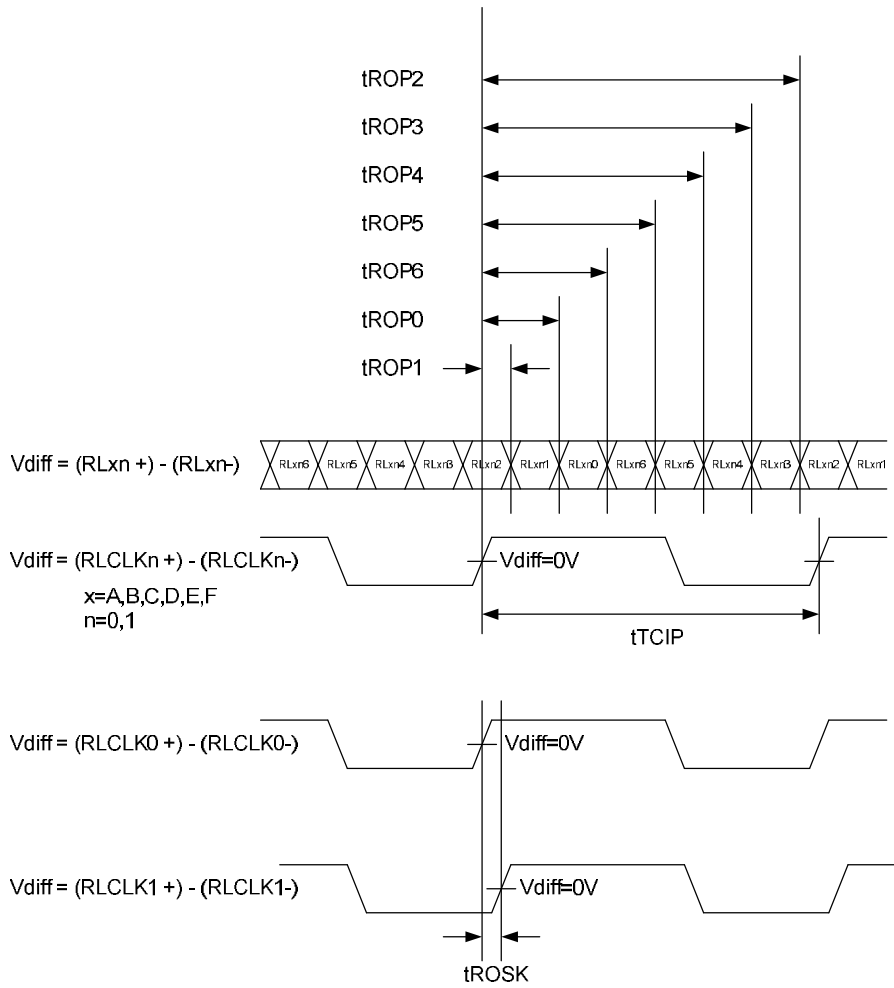 tROP2
tROP3
tROP4
tROP5
tROP6
tROP0
tROP1
Vdiff = (RLxn +) - (RLxn-)
RLxn6 RLxn5 RLxn4 RLxn3 RLxn2 RLxn1 RLxn0 RLxn6 RLxn5 RLxn4 RLxn3 RLxn2 RLxn1
Vdiff = (RLCLKn +) - (RLCLKn-)
Vdiff=0V
x=A,B,C,D,E,F
n=0,1
tTCIP
Vdiff = (RLCLK0 +) - (RLCLK0-)
Vdiff=0V
Vdiff = (RLCLK1 +) - (RLCLK1-)
Vdiff=0V
tROSK